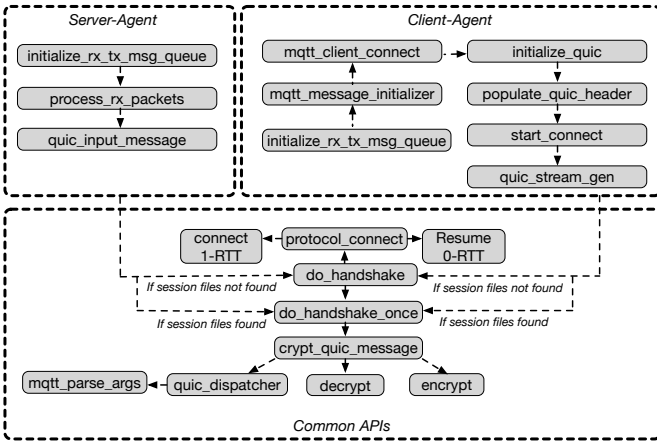 Server-Agent
initialize_rx_tx_msg_queue
process_rx_packets
quic_input_message
Client-Agent
mqtt_client_connect
mqtt_message_initializer
initialize_rx_tx_msg_queue
initialize_quic
populate_quic_header
start_connect
quic_stream_gen
connect
1-RTT
protocol_connect
Resume
0-RTT
do_handshake
If session files not found
If session files not found
do_handshake_once
If session files found
If session files found
crypt_quic_message
mqtt_parse_args
quic_dispatcher
decrypt
encrypt
Common APIs